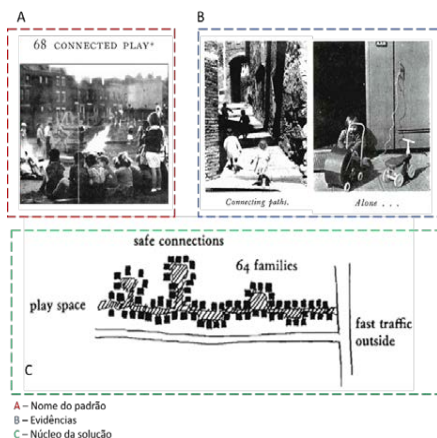 A
68 CONNECTED PLAY*
B
Connecting paths.
Alone . . .
safe connections
64 families
play space
fast traffic
outside
C
A – Nome do padrão
B – Evidências
C – Núcleo da solução